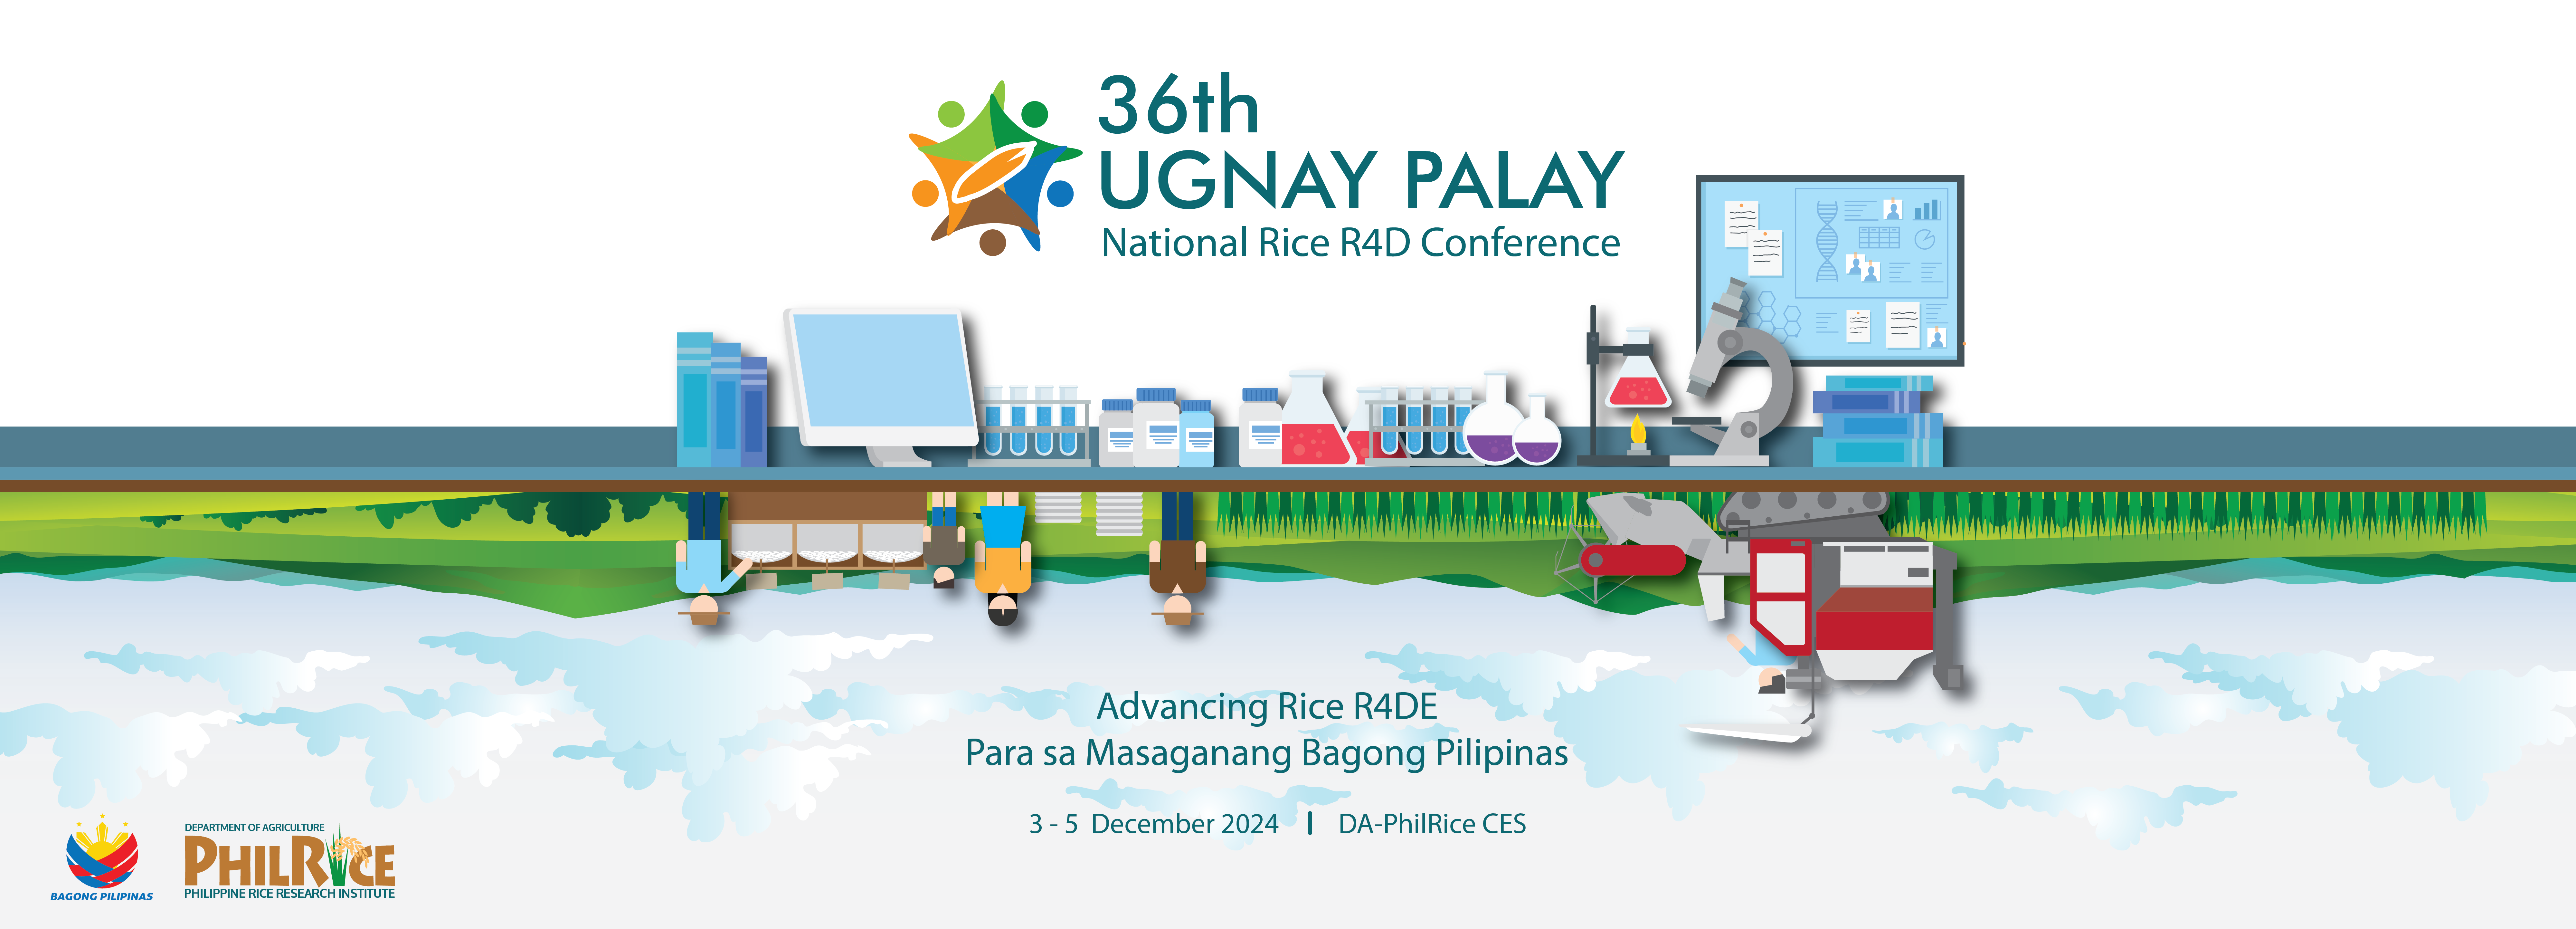 36th
UGNAY PALAY
National Rice R4D Conference
Advancing Rice R4DE
Para sa Masaganang Bagong Pilipinas
3 - 5 December 2024 | DA-PhilRice CES
BAGONG PILIPINAS
DEPARTMENT OF AGRICULTURE
PHILRICE
PHILIPPINE RICE RESEARCH INSTITUTE